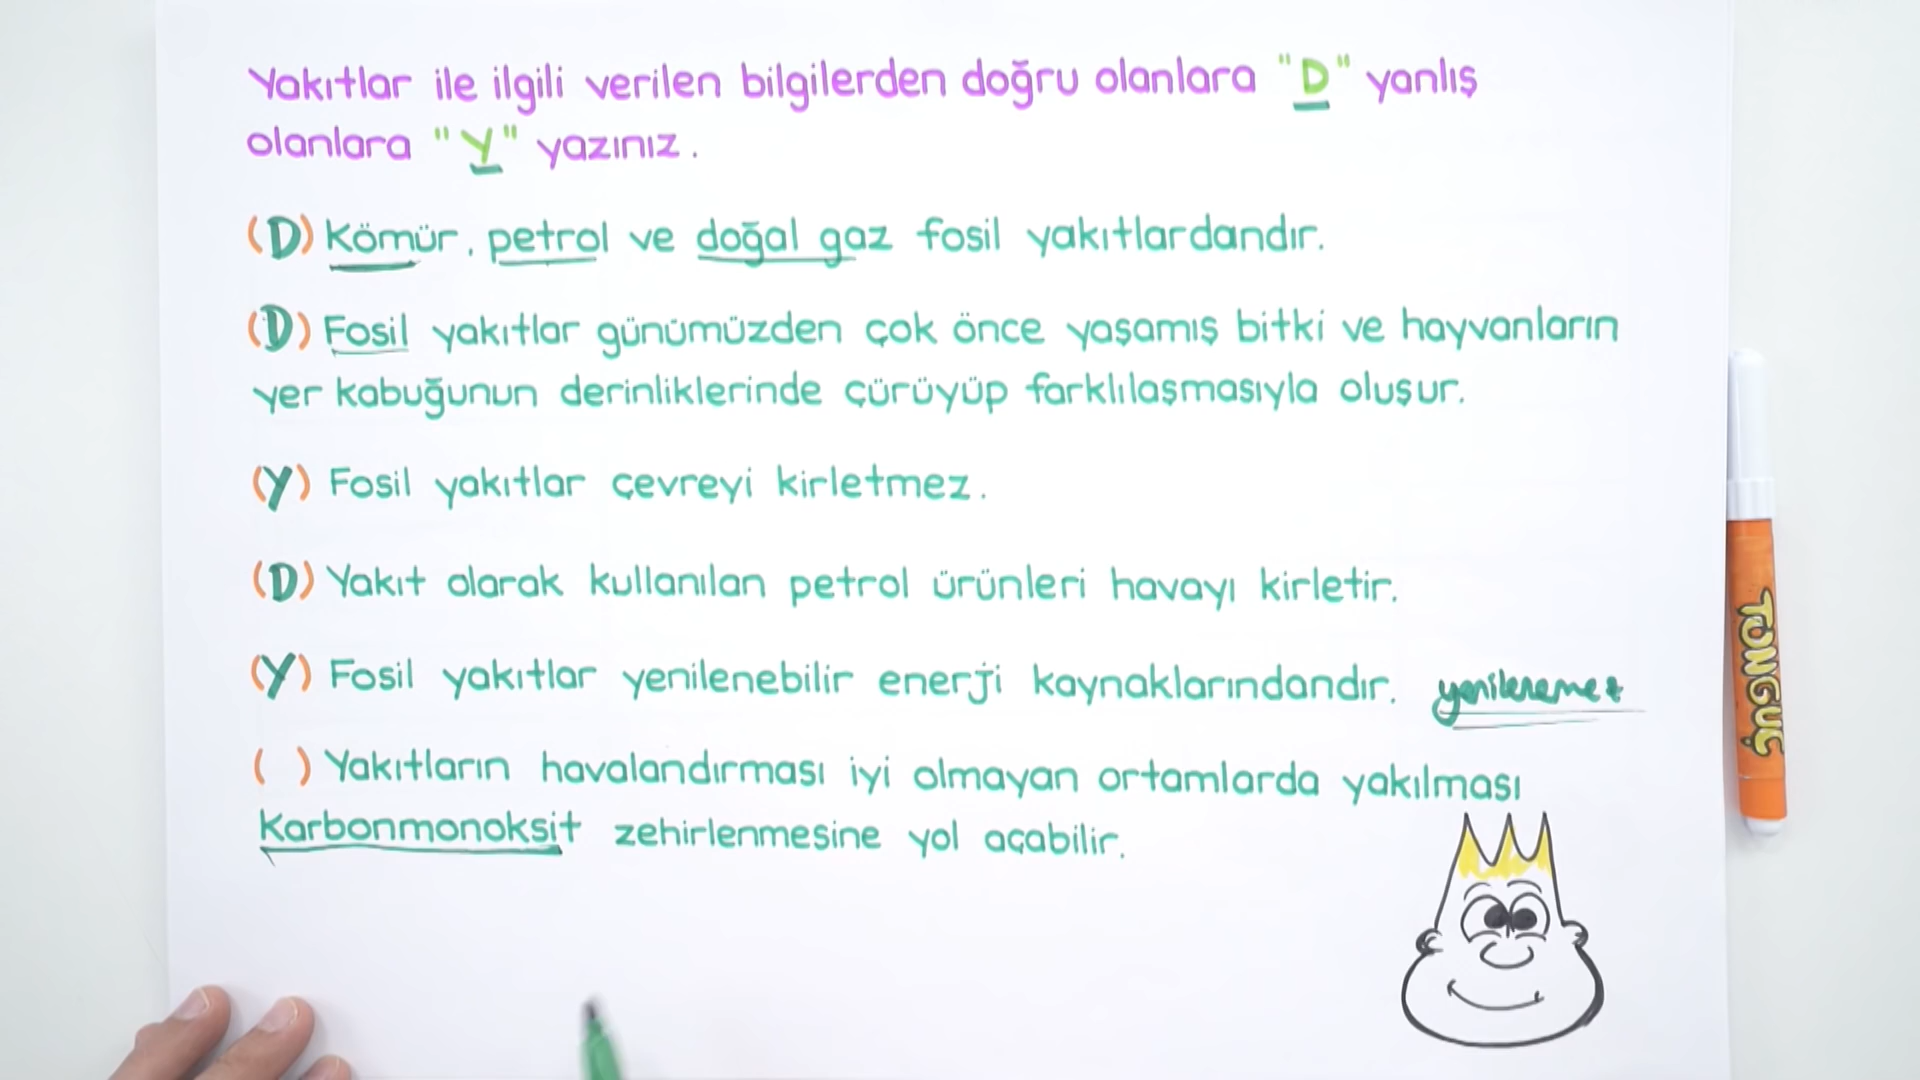 Yakıtlar ile ilgili verilen bilgilerden doğru olanlara "D" yanlış
olanlara "Y" yazınız.
(D) Kömür, petrol ve doğal gaz fosil yakıtlardandır.
(D) Fosil yakıtlar günümüzden çok önce yaşamış bitki ve hayvanların
yer kabuğunun derinliklerinde çürüyüp farklılaşmasıyla oluşur.
(Y) Fosil yakıtlar çevreyi kirletmez.
(D) Yakıt olarak kullanılan petrol ürünleri havayı kirletir.
(Y) Fosil yakıtlar yenilenebilir enerji kaynaklarındandır. yenilenemez
( ) Yakıtların havalandırması iyi olmayan ortamlarda yakılması
Karbonmonoksit zehirlenmesine yol açabilir.
TONGUÇ